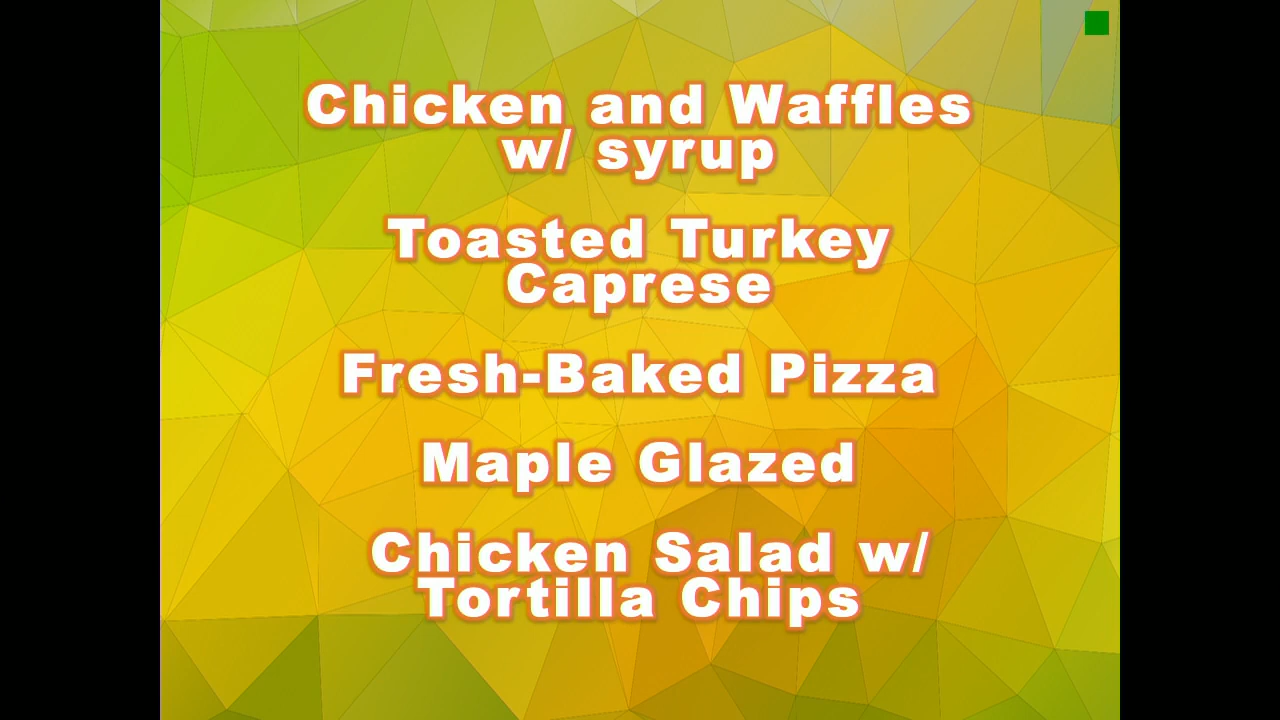 Chicken and Waffles
w/ syrup
Toasted Turkey
Caprese
Fresh-Baked Pizza
Maple Glazed
Chicken Salad w/
Tortilla Chips